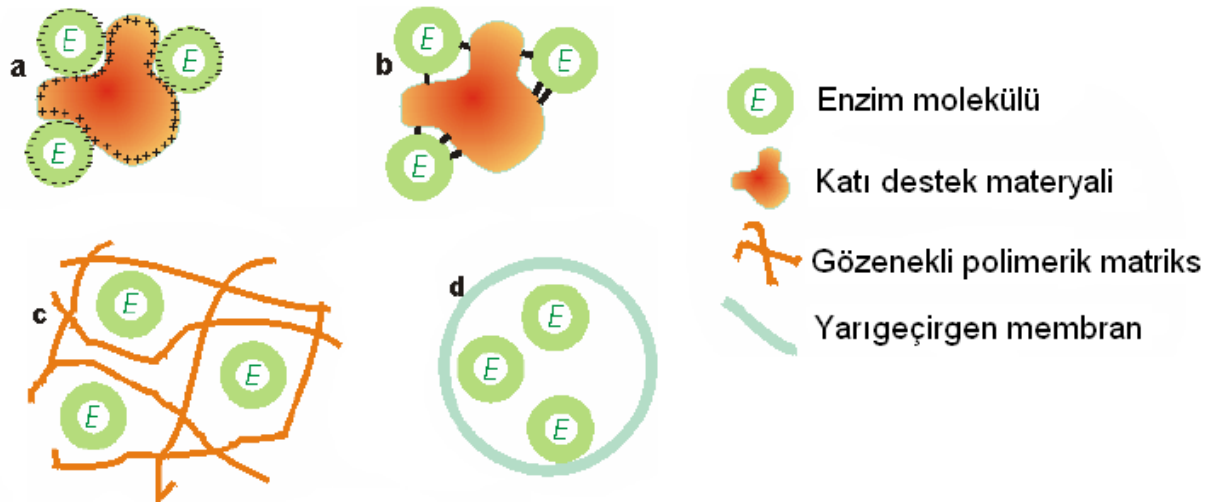 a
E
E
E
b
E
E
E
c
E
E
E
d
E
E
E
E
Enzim molekülü
Katı destek materyali
Gözenekli polimerik matriks
Yarıgeçirgen membran